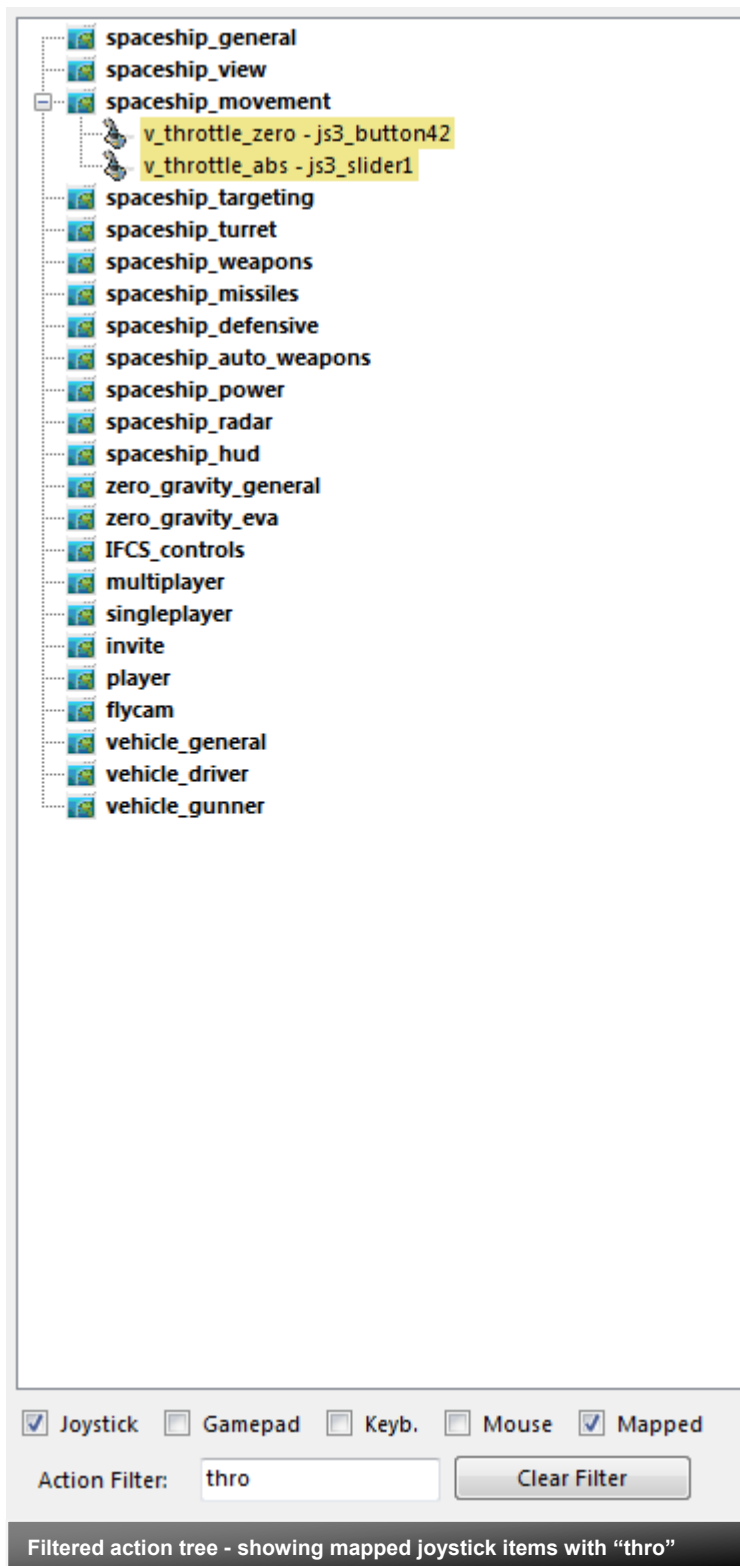 spaceship_general
spaceship_view
spaceship_movement
v_throttle_zero - js3_button42
v_throttle_abs - js3_slider1
spaceship_targeting
spaceship_turret
spaceship_weapons
spaceship_missiles
spaceship_defensive
spaceship_auto_weapons
spaceship_power
spaceship_radar
spaceship_hud
zero_gravity_general
zero_gravity_eva
IFCS_controls
multiplayer
singleplayer
invite
player
flycam
vehicle_general
vehicle_driver
vehicle_gunner
Joystick Gamepad Keyb. Mouse Mapped
Action Filter: thro Clear Filter
Filtered action tree - showing mapped joystick items with “thro”